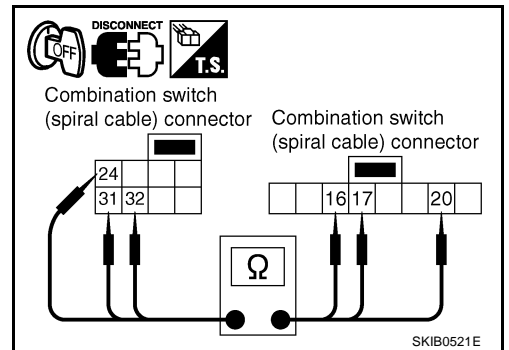 OFF
DISCONNECT
T.S.
Combination switch
(spiral cable) connector
Combination switch
(spiral cable) connector
24
31 32
16 17 20
Ω
SKIB0521E